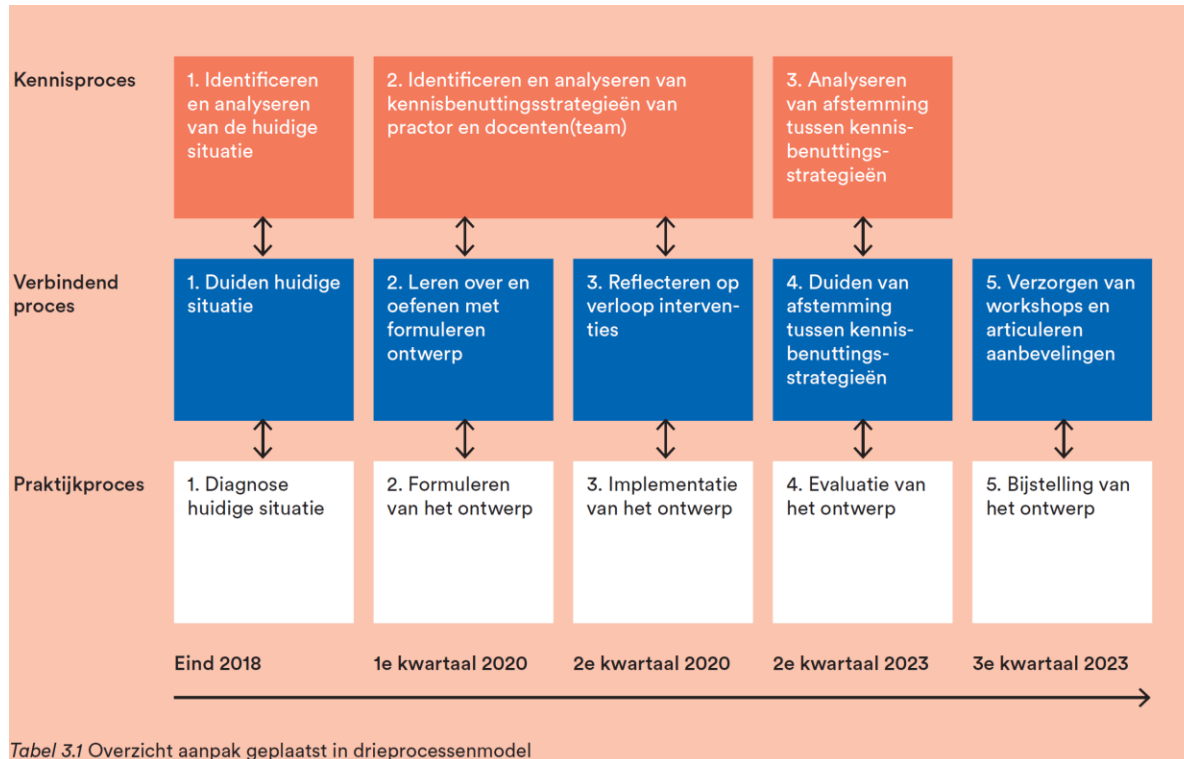 Kennisproces
1. Identificeren
en analyseren
van de huidige
situatie
2. Identificeren en analyseren van
kennisbenuttingsstrategieën van
practor en docenten(team)
3. Analyseren
van afstemming
tussen kennis-
benuttings-
strategieën
Verbindend
proces
1. Duiden huidige
situatie
2. Leren over en
oefenen met
formuleren
ontwerp
3. Reflecteren op
verloop interven-
ties
4. Duiden van
afstemming
tussen kennis-
benuttings-
strategieën
5. Verzorgen van
workshops en
articuleren
aanbevelingen
Praktijkproces
1. Diagnose
huidige situatie
2. Formuleren
van het ontwerp
3. Implementatie
van het ontwerp
4. Evaluatie van
het ontwerp
5. Bijstelling van
het ontwerp
Eind 2018
1e kwartaal 2020
2e kwartaal 2020
2e kwartaal 2023
3e kwartaal 2023
Tabel 3.1 Overzicht aanpak geplaatst in drieprocessenmodel